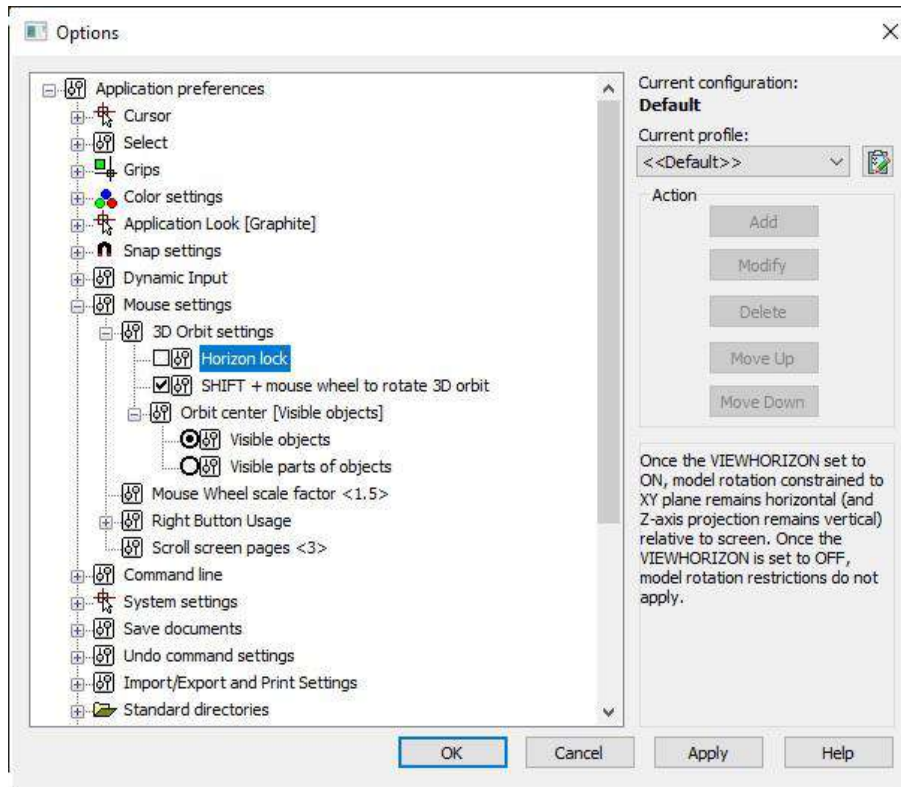 Options
Application preferences
Cursor
Select
Grips
Color settings
Application Look [Graphite]
Snap settings
Dynamic Input
Mouse settings
3D Orbit settings
Horizon lock
SHIFT + mouse wheel to rotate 3D orbit
Orbit center [Visible objects]
Visible objects
Visible parts of objects
Mouse Wheel scale factor <1.5>
Right Button Usage
Scroll screen pages <3>
Command line
System settings
Save documents
Undo command settings
Import/Export and Print Settings
Standard directories
Current configuration:
Default
Current profile:
<<Default>>
Action
Add
Modify
Delete
Move Up
Move Down
Once the VIEWHORIZON set to
ON, model rotation constrained to
XY plane remains horizontal (and
Z-axis projection remains vertical)
relative to screen. Once the
VIEWHORIZON is set to OFF,
model rotation restrictions do not
apply.
OK
Cancel
Apply
Help